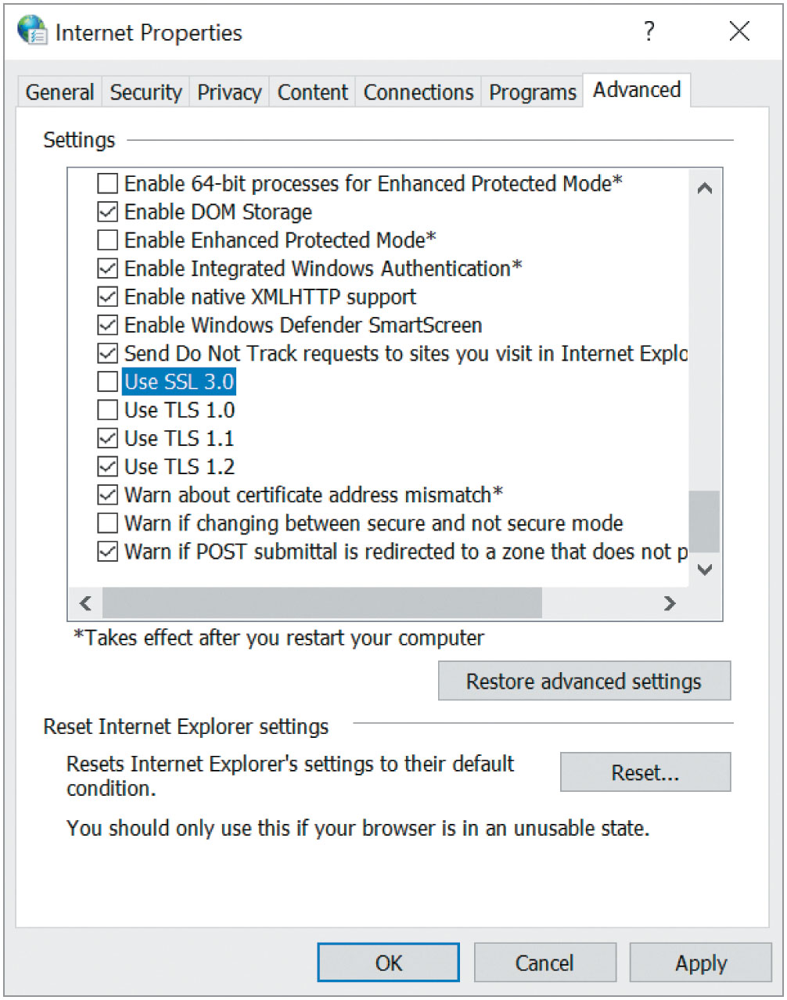 Internet Properties
?
General Security Privacy Content Connections Programs Advanced
Settings
Enable 64-bit processes for Enhanced Protected Mode*
Enable DOM Storage
Enable Enhanced Protected Mode*
Enable Integrated Windows Authentication*
Enable native XMLHTTP support
Enable Windows Defender SmartScreen
Send Do Not Track requests to sites you visit in Internet Explo
Use SSL 3.0
Use TLS 1.0
Use TLS 1.1
Use TLS 1.2
Warn about certificate address mismatch*
Warn if changing between secure and not secure mode
Warn if POST submittal is redirected to a zone that does not p
*Takes effect after you restart your computer
Restore advanced settings
Reset Internet Explorer settings
Resets Internet Explorer's settings to their default
condition.
Reset...
You should only use this if your browser is in an unusable state.
OK Cancel Apply